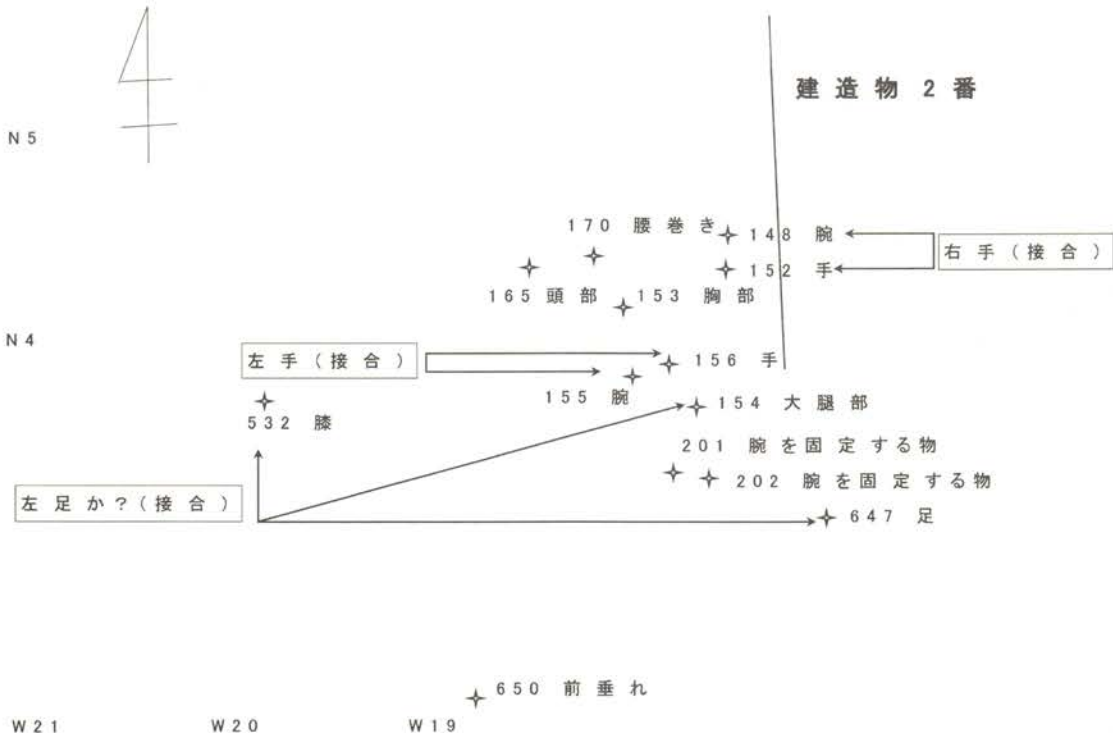 建造物 2番
N5
170 腰巻き
148 腕
右手(接合)
152 手
165 頭部
153 胸部
N4
左手(接合)
156 手
155 腕
154 大腿部
532 膝
201 腕を固定する物
202 腕を固定する物
左足か?(接合)
647 足
650 前垂れ
W21 W20 W19